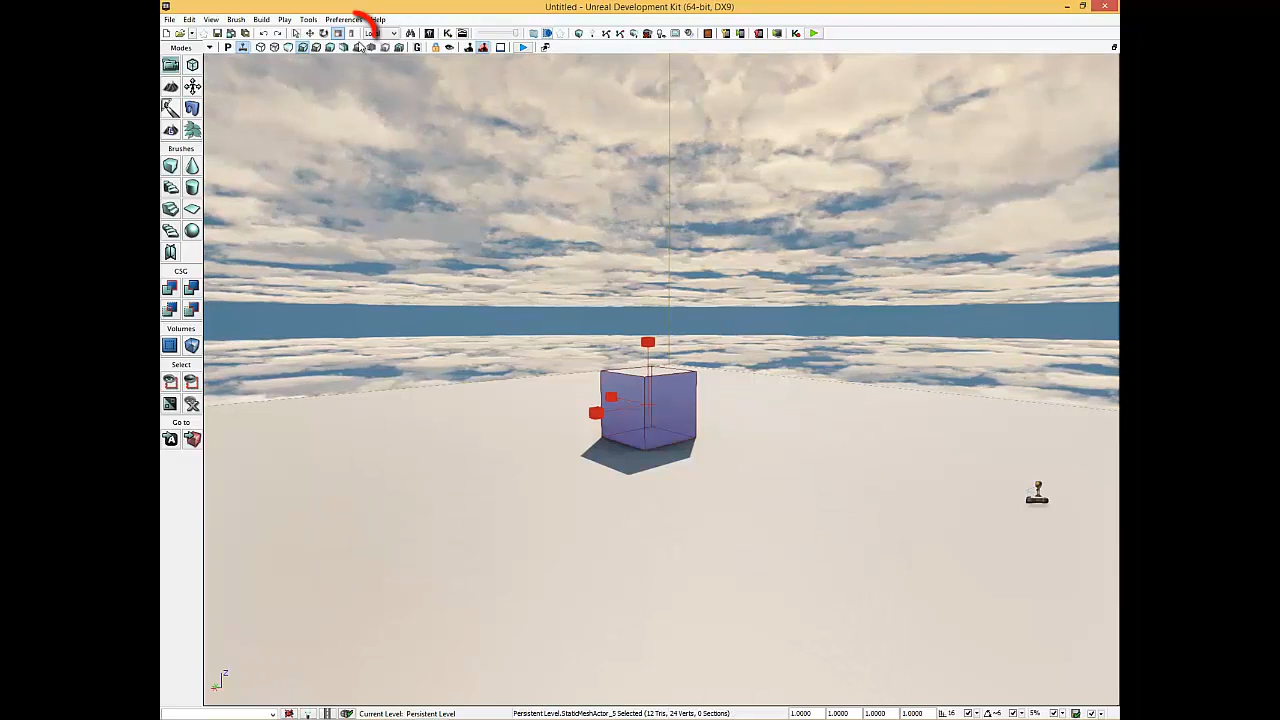 Untitled - Unreal Development Kit (64-bit, DX9)
File Edit View Brush Build Play Tools Preferences Help
Modes
P
G
Brushes
CSG
Volumes
Select
Go to
Z
Current Level: Persistent Level
Persistent Level.StaticMeshActor_5 Selected (12 Tris, 24 Verts, 0 Sections)
1.0000 1.0000 1.0000 1.0000 16 ~6 5%